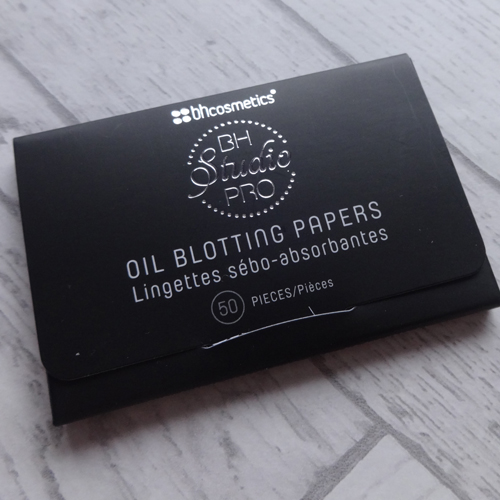 bhcosmetics®
BH
Studio
PRO
OIL BLOTTING PAPERS
Lingettes sébo-absorbantes
50 PIECES/Pièces